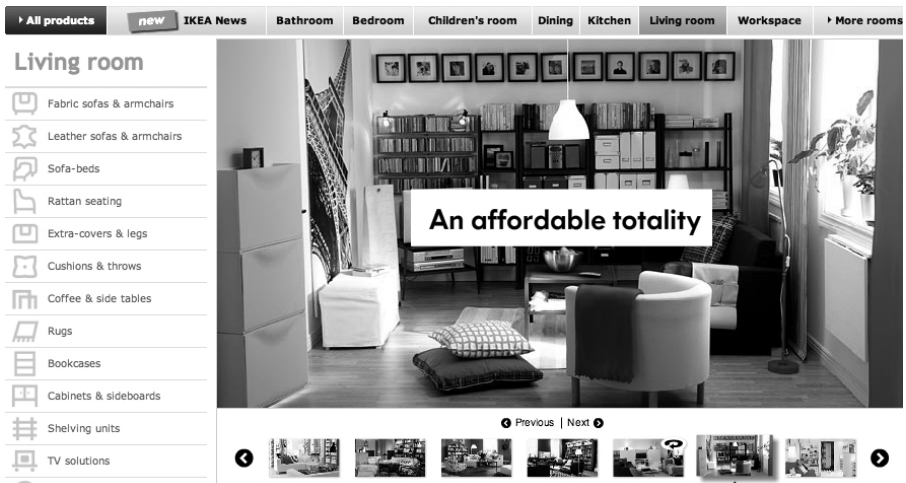 All products
new IKEA News
Bathroom
Bedroom
Children's room
Dining
Kitchen
Living room
Workspace
More rooms
Living room
Fabric sofas & armchairs
Leather sofas & armchairs
Sofa-beds
Rattan seating
Extra-covers & legs
Cushions & throws
Coffee & side tables
Rugs
Bookcases
Cabinets & sideboards
Shelving units
TV solutions
An affordable totality
Previous | Next